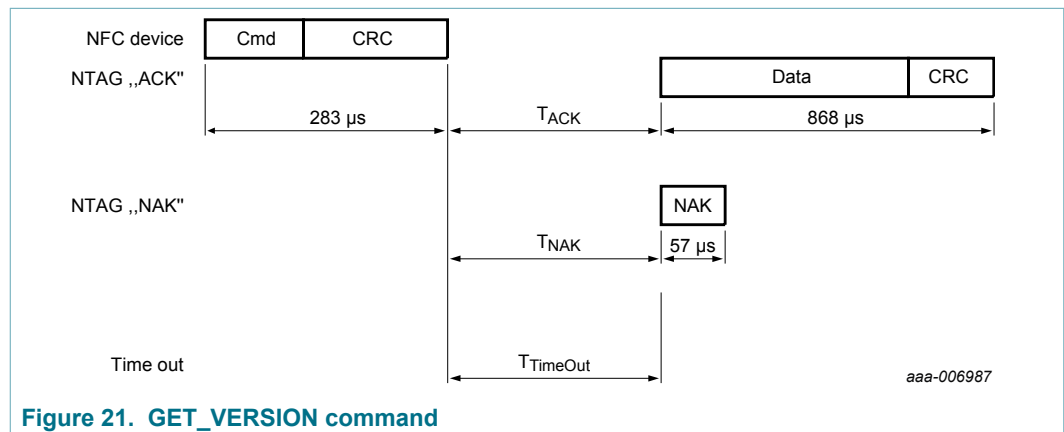 NFC device Cmd CRC
NTAG ,,ACK" Data CRC
283 µs TACK 868 µs
NTAG ,,NAK" NAK
TNAK 57 µs
Time out TTimeOut
aaa-006987
Figure 21. GET_VERSION command